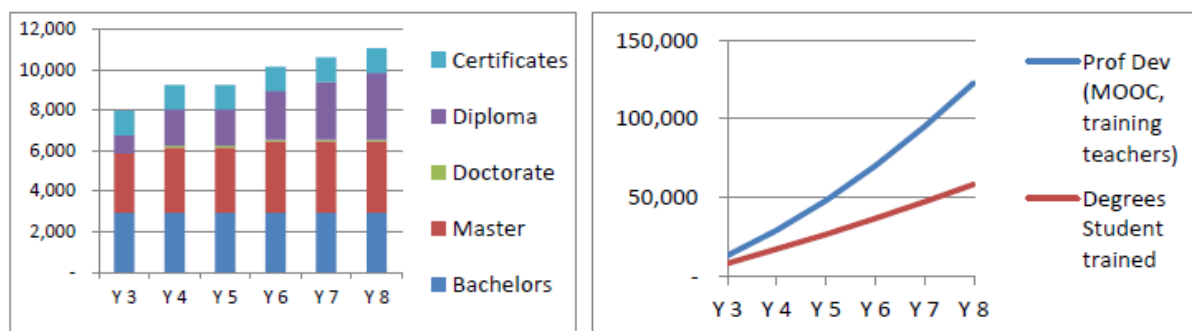 12,000
10,000
8,000
6,000
4,000
2,000
-
Y 3 Y 4 Y 5 Y 6 Y 7 Y 8
Certificates
Diploma
Doctorate
Master
Bachelors
150,000
100,000
50,000
-
Y 3 Y 4 Y 5 Y 6 Y 7 Y 8
Prof Dev
(MOOC,
training
teachers)
Degrees
Student
trained